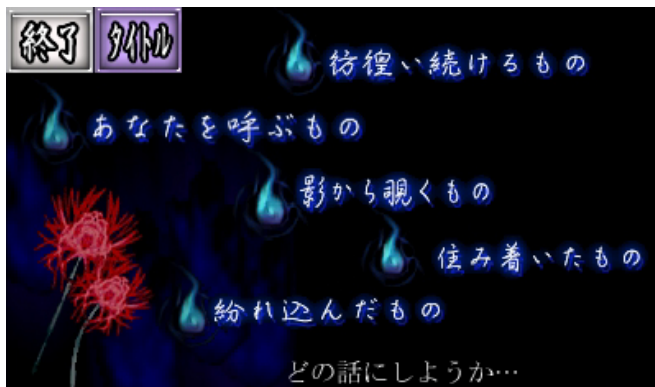 終了 タイトル
彷徨い続けるもの
あなたを呼ぶもの
影から覗くもの
住み着いたもの
紛れ込んだもの
どの話にしようか…